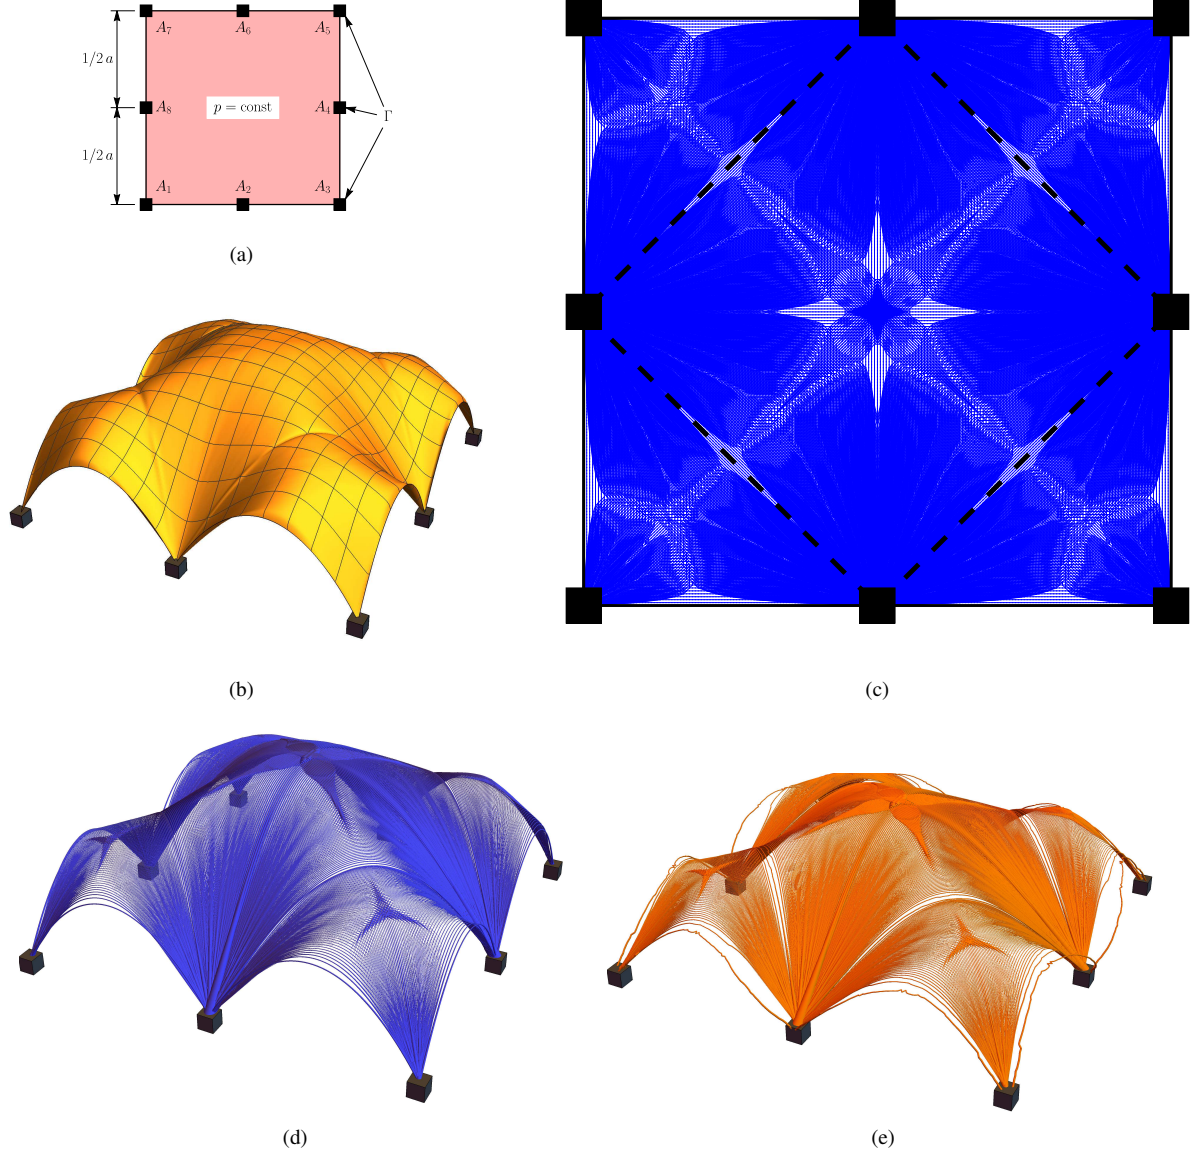 A₇ A₆ A₅
1/2 a
A₈ p = const A₄ Γ
1/2 a
A₁ A₂ A₃
(a)
(b)
(c)
(d)
(e)